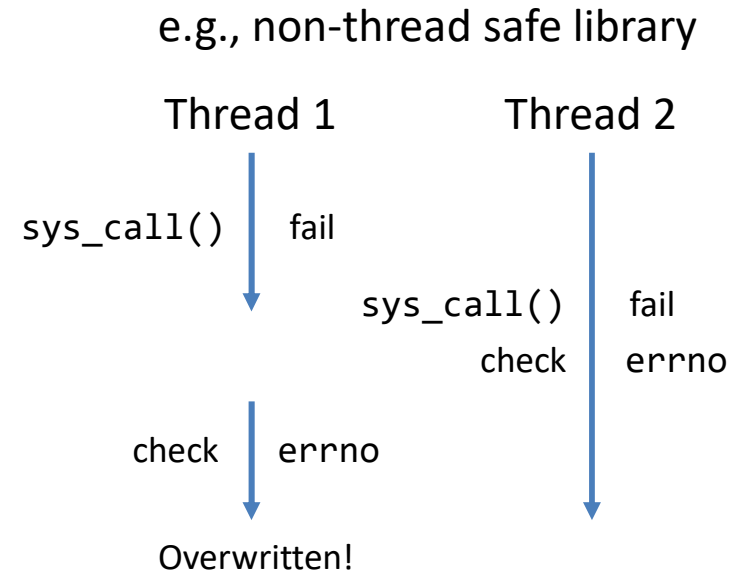 e.g., non-thread safe library
Thread 1 Thread 2
sys_call() fail
sys_call() fail
check errno
check errno
Overwritten!